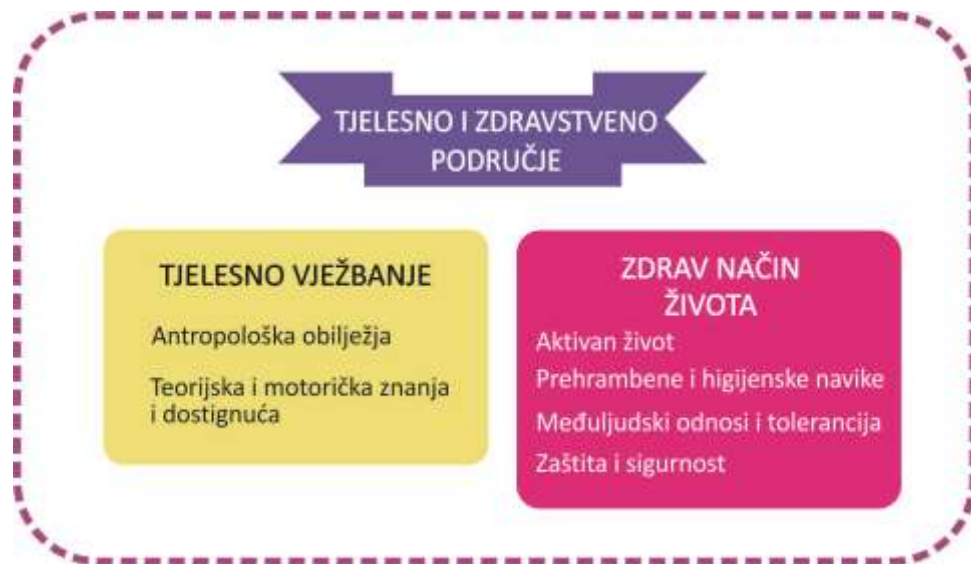 TJELESNO I ZDRAVSTVENO
PODRUČJE
TJELESNO VJEŽBANJE
Antropološka obilježja
Teorijska i motorička znanja
i dostignuća
ZDRAV NAČIN
ŽIVOTA
Aktivan život
Prehrambene i higijenske navike
Međuljudski odnosi i tolerancija
Zaštita i sigurnost